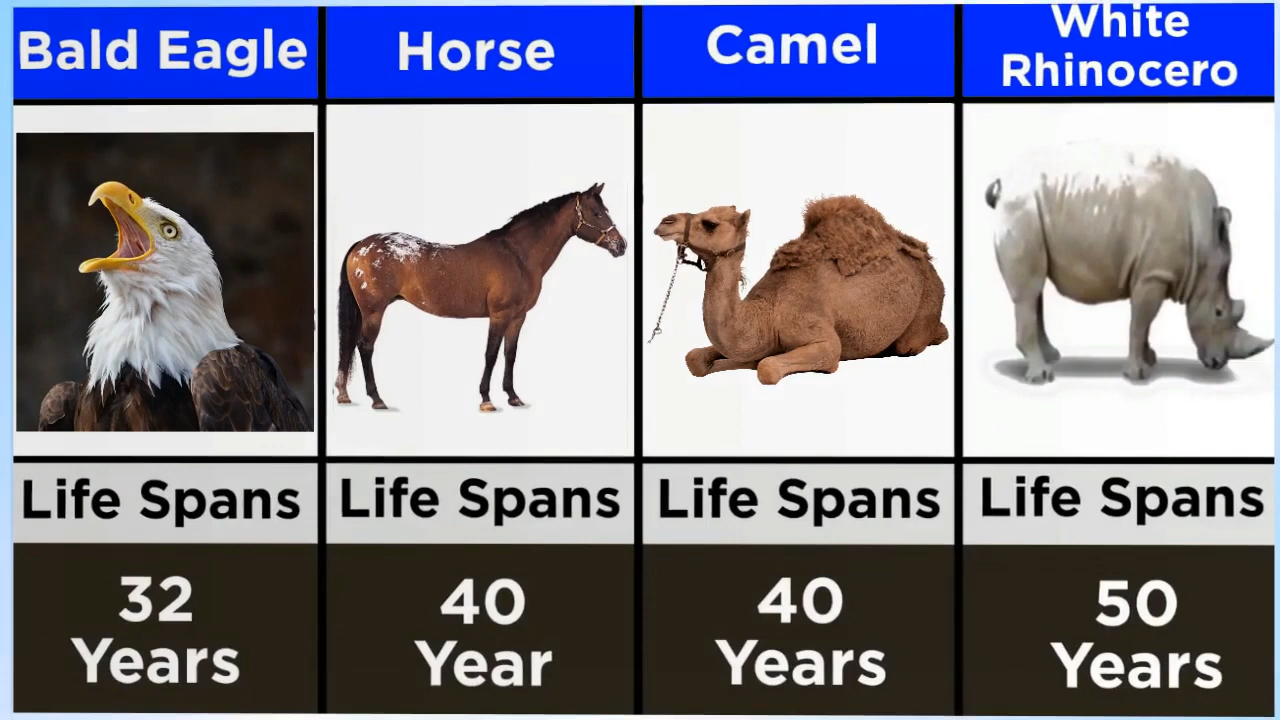 Bald Eagle
Horse
Camel
White
Rhinocero
Life Spans
Life Spans
Life Spans
Life Spans
32
Years
40
Year
40
Years
50
Years